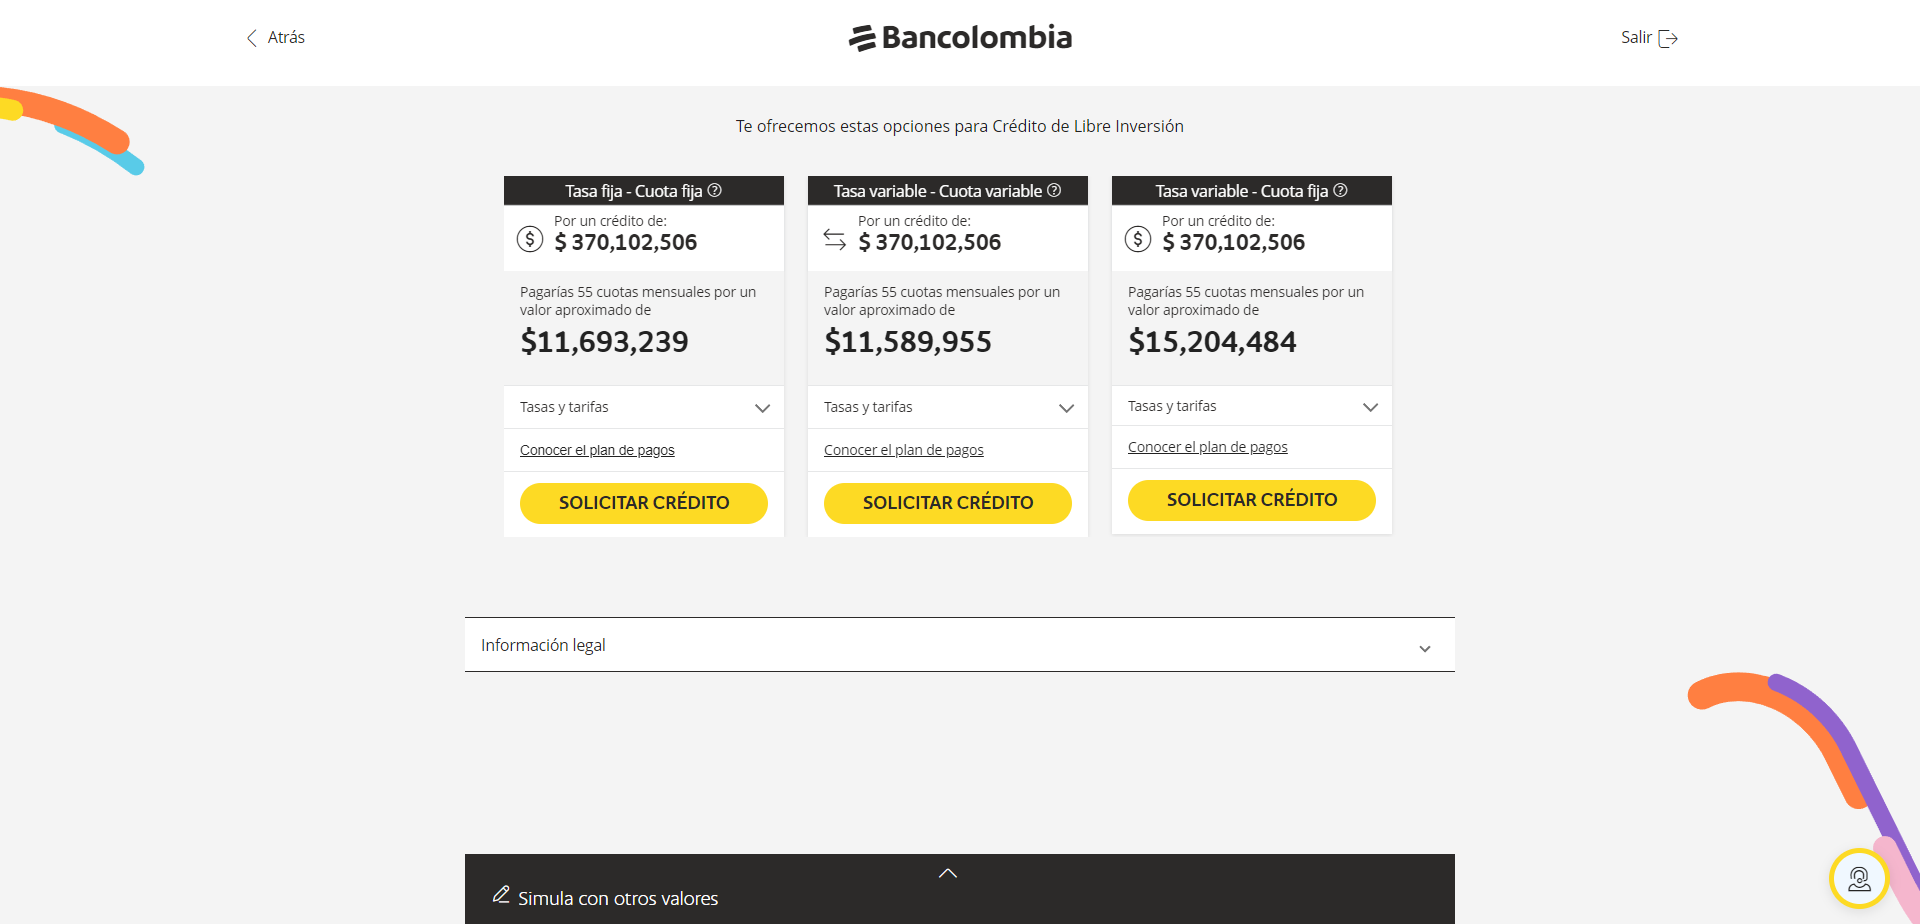 Atrás
Bancolombia
Salir
Te ofrecemos estas opciones para Crédito de Libre Inversión
Tasa fija - Cuota fija
Por un crédito de:
$ 370,102,506
Pagarías 55 cuotas mensuales por un
valor aproximado de
$11,693,239
Tasas y tarifas
Conocer el plan de pagos
SOLICITAR CRÉDITO
Tasa variable - Cuota variable
Por un crédito de:
$ 370,102,506
Pagarías 55 cuotas mensuales por un
valor aproximado de
$11,589,955
Tasas y tarifas
Conocer el plan de pagos
SOLICITAR CRÉDITO
Tasa variable - Cuota fija
Por un crédito de:
$ 370,102,506
Pagarías 55 cuotas mensuales por un
valor aproximado de
$15,204,484
Tasas y tarifas
Conocer el plan de pagos
SOLICITAR CRÉDITO
Información legal
Simula con otros valores